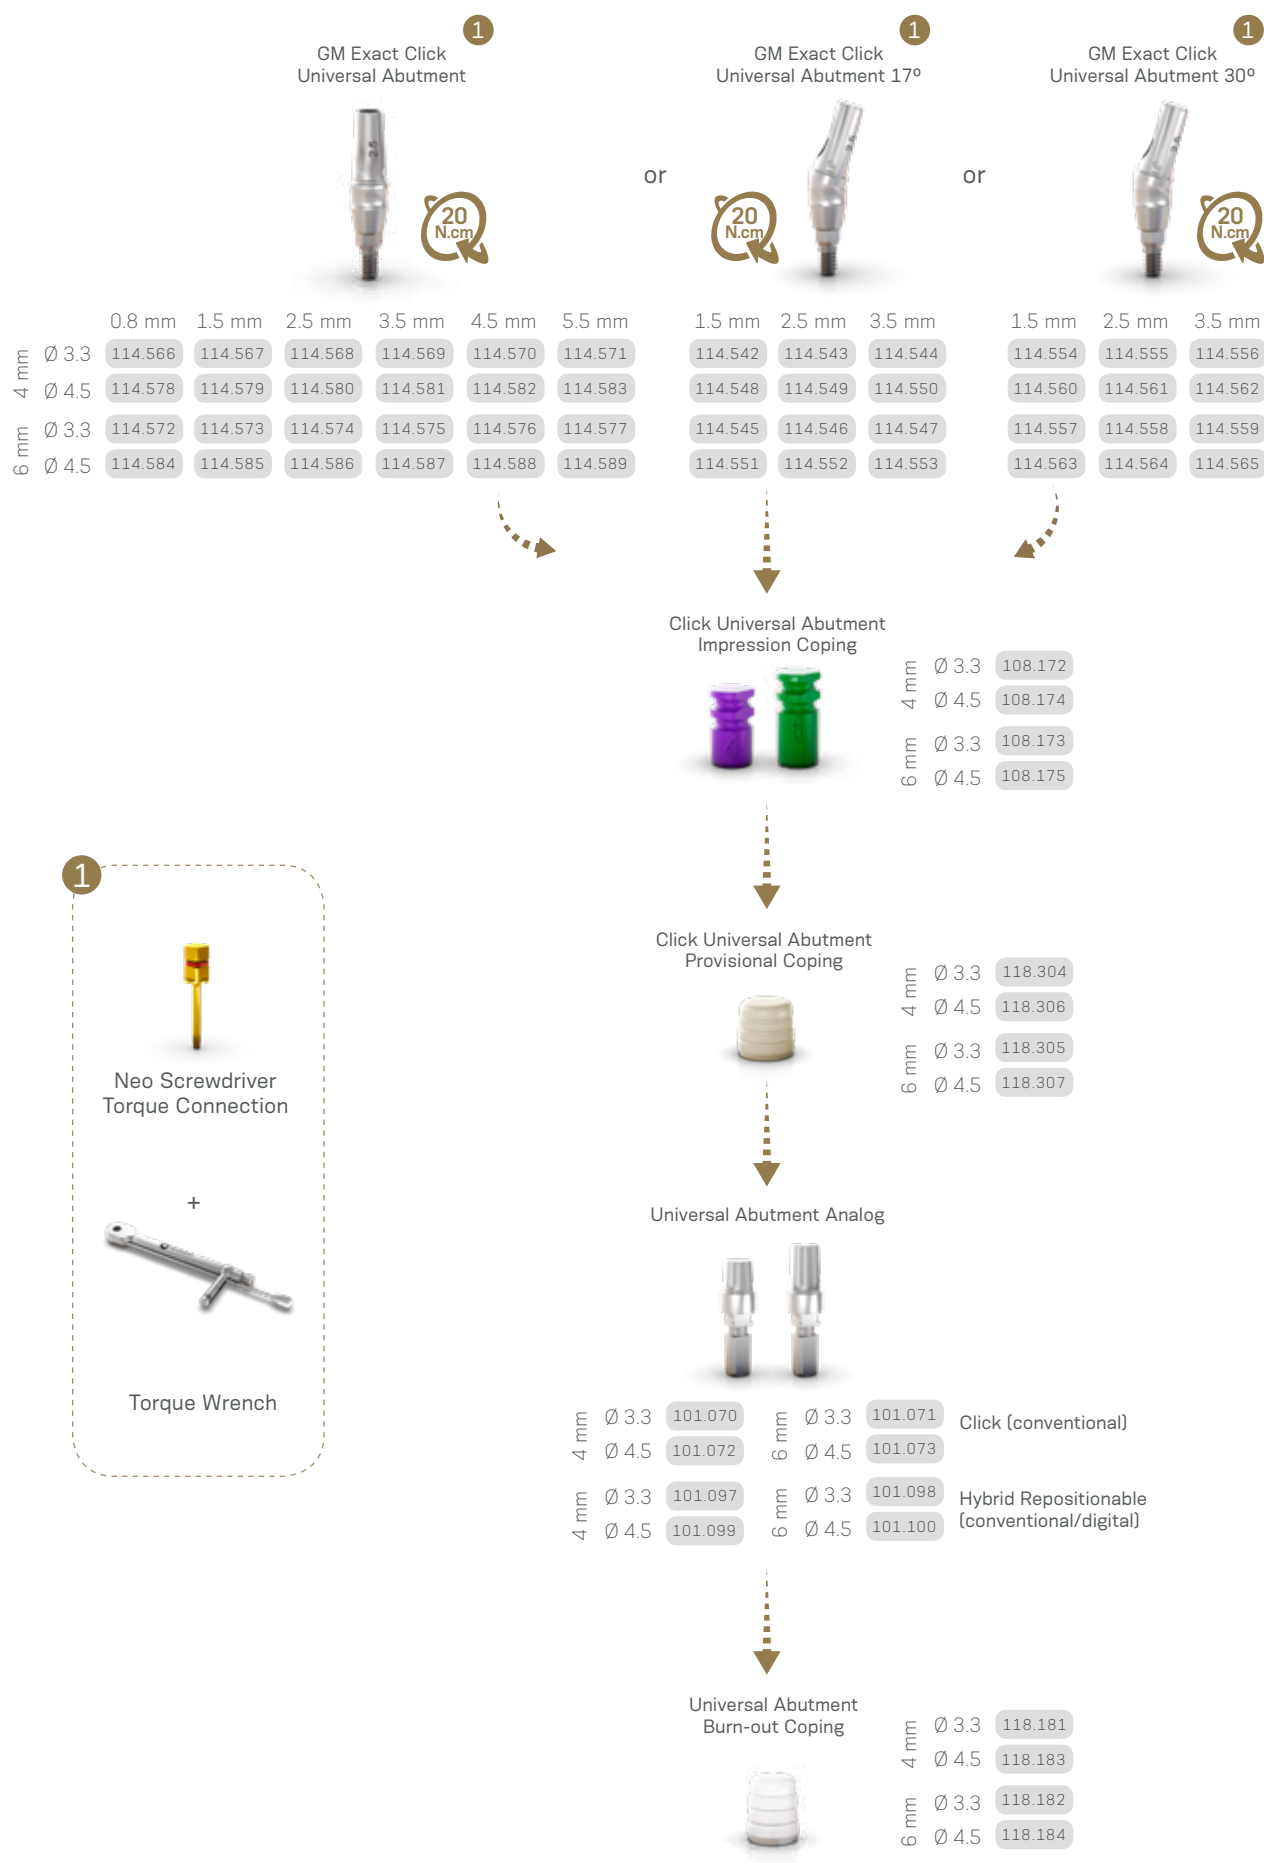 1
GM Exact Click
Universal Abutment
1
GM Exact Click
Universal Abutment 17º
1
GM Exact Click
Universal Abutment 30º
2.5
20
N.cm
or
20
N.cm
or
20
N.cm
0.8 mm 1.5 mm 2.5 mm 3.5 mm 4.5 mm 5.5 mm 1.5 mm 2.5 mm 3.5 mm 1.5 mm 2.5 mm 3.5 mm
4 mm
Ø 3.3 114.566 114.567 114.568 114.569 114.570 114.571 114.542 114.543 114.544 114.554 114.555 114.556
Ø 4.5 114.578 114.579 114.580 114.581 114.582 114.583 114.548 114.549 114.550 114.560 114.561 114.562
6 mm
Ø 3.3 114.572 114.573 114.574 114.575 114.576 114.577 114.545 114.546 114.547 114.557 114.558 114.559
Ø 4.5 114.584 114.585 114.586 114.587 114.588 114.589 114.551 114.552 114.553 114.563 114.564 114.565
Click Universal Abutment
Impression Coping
4 mm
Ø 3.3 108.172
Ø 4.5 108.174
6 mm
Ø 3.3 108.173
Ø 4.5 108.175
1
Neo Screwdriver
Torque Connection
+
Torque Wrench
Click Universal Abutment
Provisional Coping
4 mm
Ø 3.3 118.304
Ø 4.5 118.306
6 mm
Ø 3.3 118.305
Ø 4.5 118.307
Universal Abutment Analog
4 mm
Ø 3.3 101.070
Ø 4.5 101.072
6 mm
Ø 3.3 101.071
Ø 4.5 101.073
Click (conventional)
4 mm
Ø 3.3 101.097
Ø 4.5 101.099
6 mm
Ø 3.3 101.098
Ø 4.5 101.100
Hybrid Repositionable
(conventional/digital)
Universal Abutment
Burn-out Coping
4 mm
Ø 3.3 118.181
Ø 4.5 118.183
6 mm
Ø 3.3 118.182
Ø 4.5 118.184